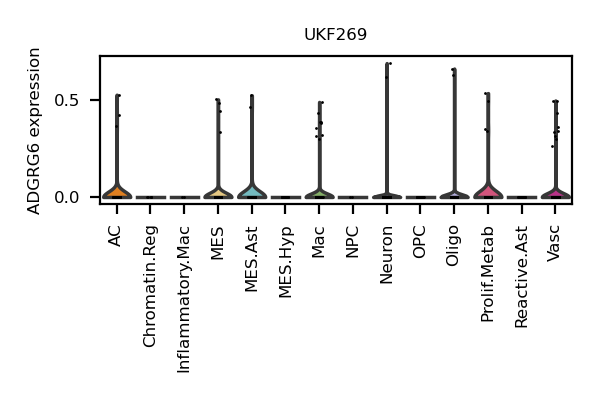 UKF269
ADGRG6 expression
0.5
0.0
AC
Chromatin.Reg
Inflammatory.Mac
MES
MES.Ast
MES.Hyp
Mac
NPC
Neuron
OPC
Oligo
Prolif.Metab
Reactive.Ast
Vasc